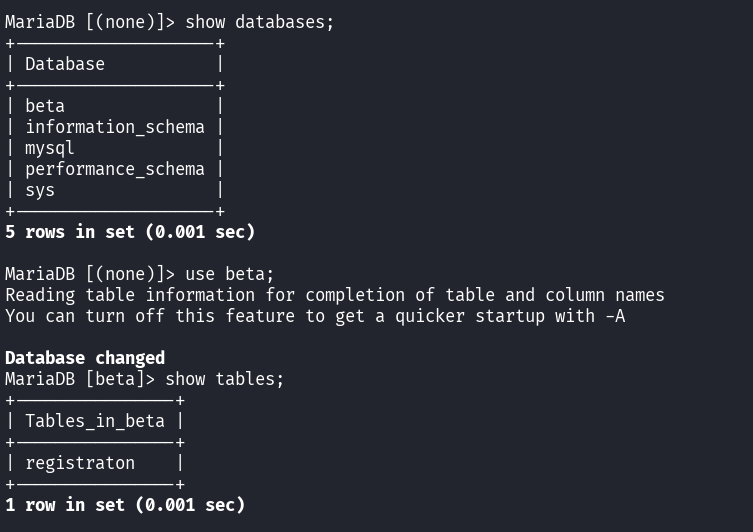 MariaDB [(none)]> show databases;
+--------------------+
| Database           |
+--------------------+
| beta               |
| information_schema |
| mysql              |
| performance_schema |
| sys                |
+--------------------+
5 rows in set (0.001 sec)
MariaDB [(none)]> use beta;
Reading table information for completion of table and column names
You can turn off this feature to get a quicker startup with -A
Database changed
MariaDB [beta]> show tables;
+----------------+
| Tables_in_beta |
+----------------+
| registraton    |
+----------------+
1 row in set (0.001 sec)